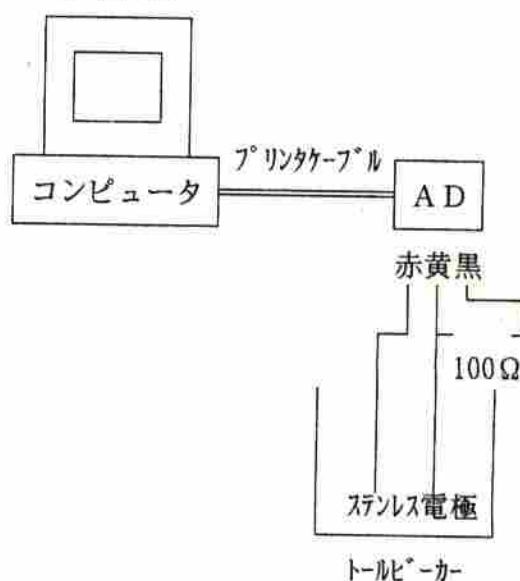 プリンタケーブル
コンピュータ
AD
赤黄黒
100Ω
ステンレス電極
トールビーカー